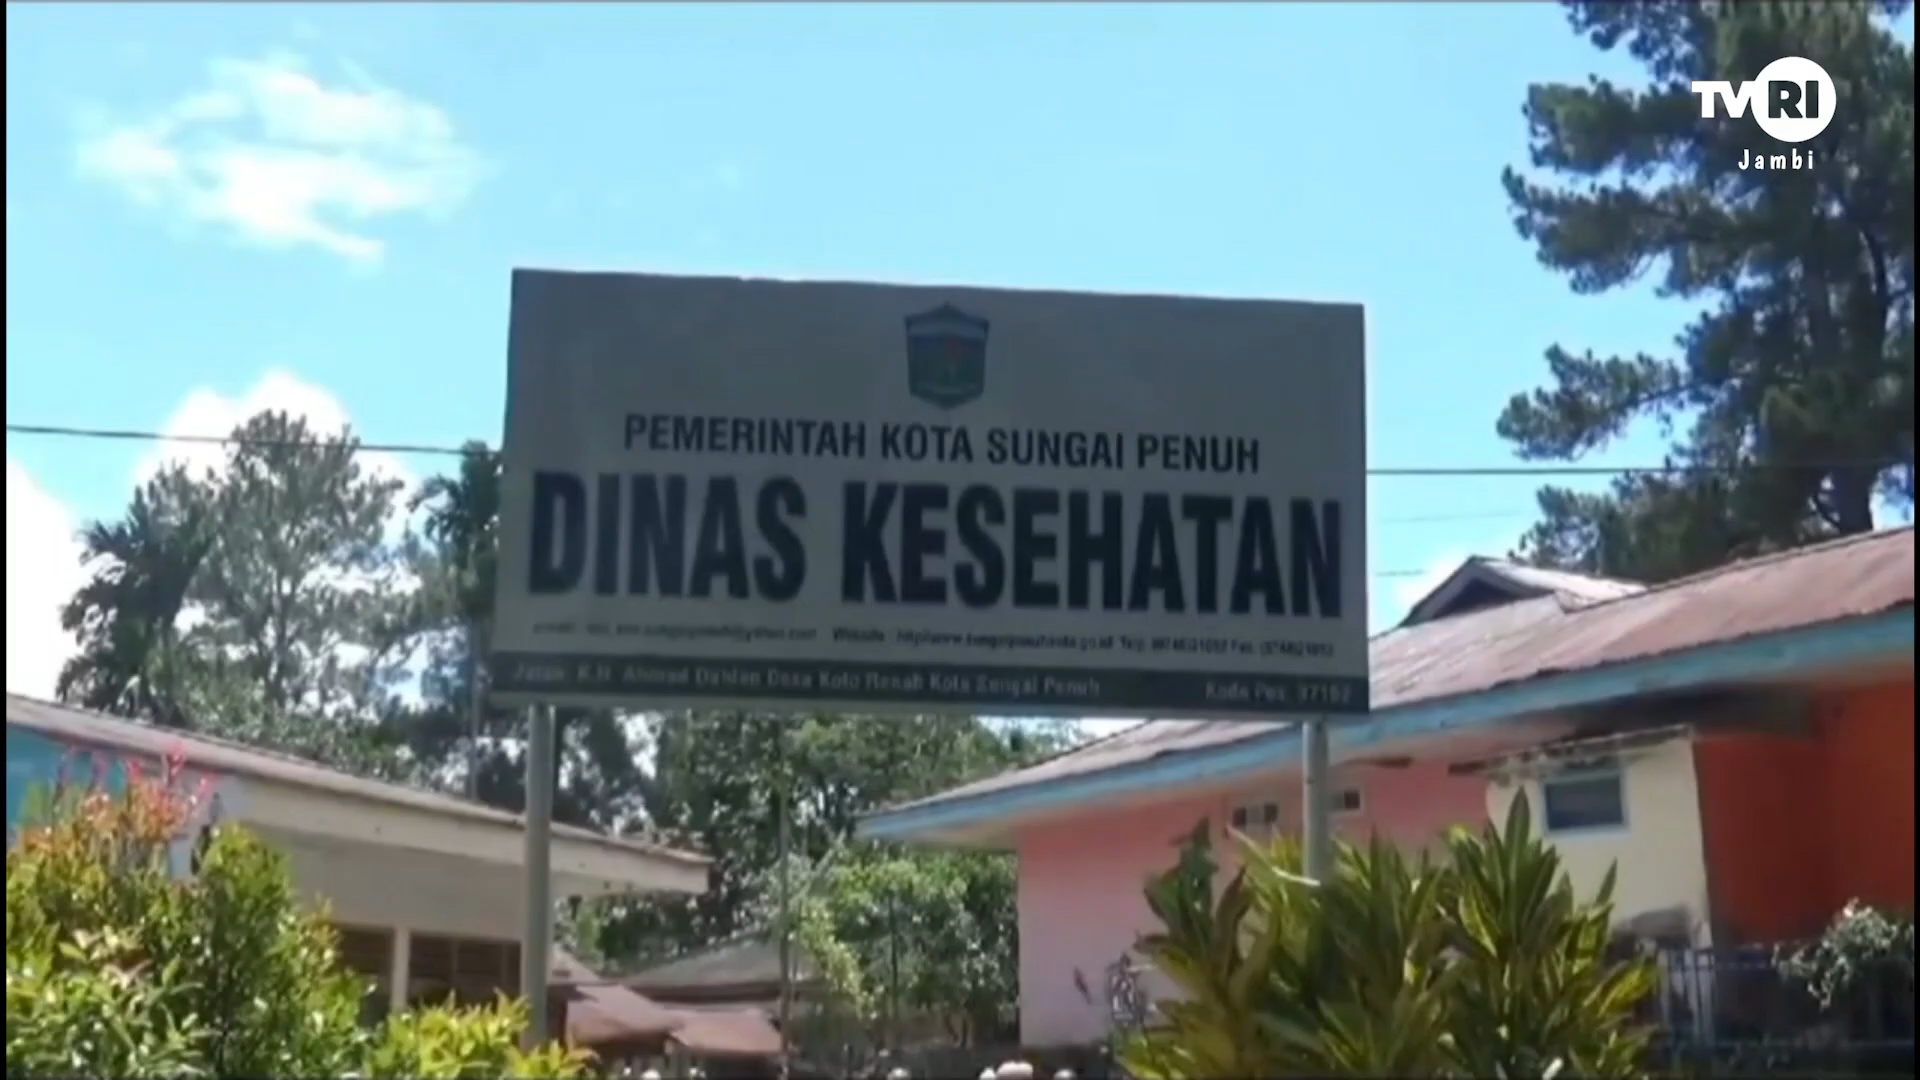 TVRI
Jambi
PEMERINTAH KOTA SUNGAI PENUH
DINAS KESEHATAN
Website :
Jalan K.H. Ahmad Dahlan Desa Koto Renah Kota Sungai Penuh Kode Pos